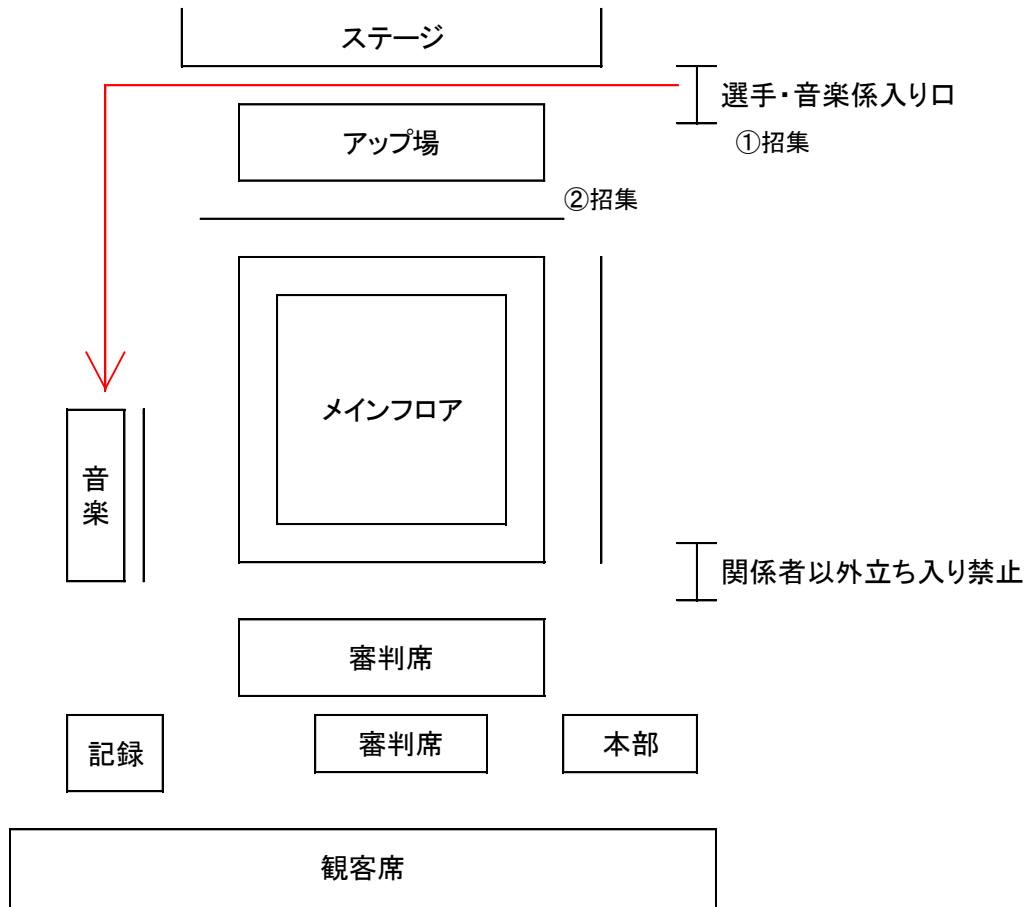 ステージ
選手・音楽係入り口
アップ場
①招集
②招集
メインフロア
音楽
関係者以外立ち入り禁止
審判席
記録
審判席
本部
観客席